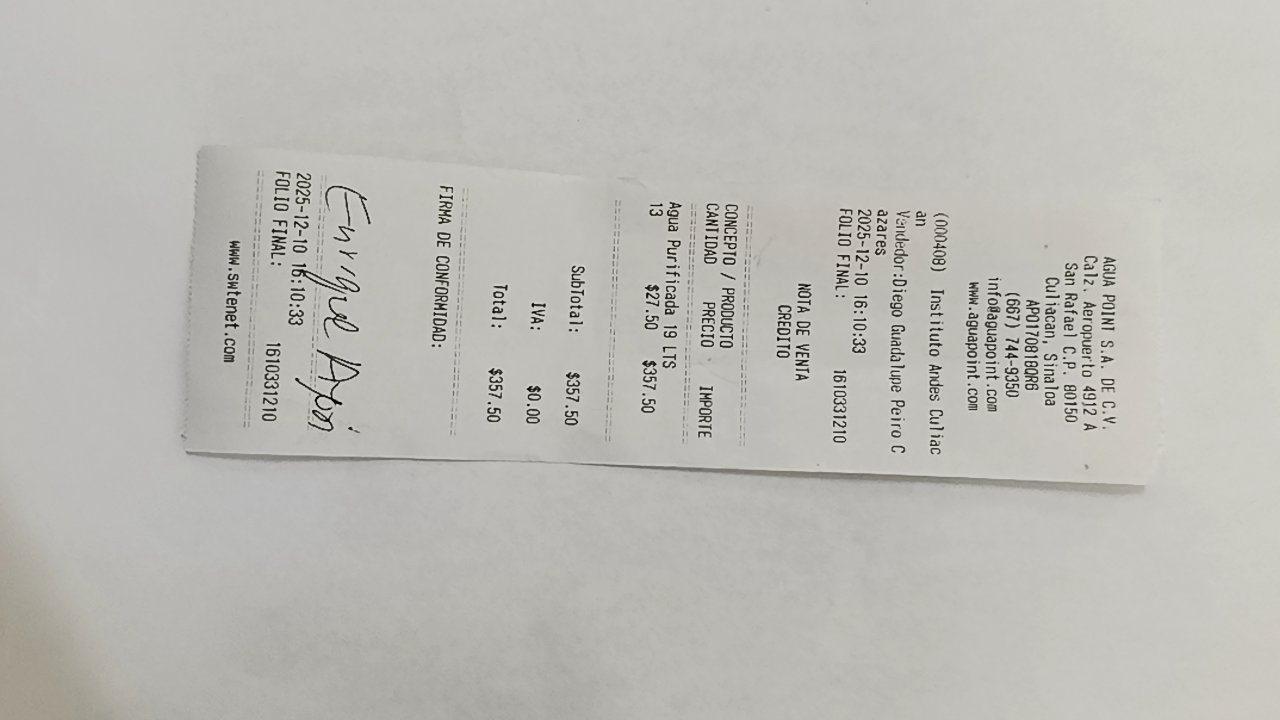 AGUA POINT S.A. DE C.V.
Calz. Aeropuerto 4912 A
San Rafael C.P. 80150
Culiacan, Sinaloa
APO170818QR6
(667) 744-9350
info@aguapoint.com
www.aguapoint.com
(000408) Instituto Andes Culiac
an
Vendedor:Diego Guadalupe Peiro C
azares
2025-12-10 16:10:33
FOLIO FINAL: 1610331210
NOTA DE VENTA
CREDITO
CONCEPTO / PRODUCTO
CANTIDAD PRECIO IMPORTE
Agua Purificada 19 LTS
13 $27.50 $357.50
SubTotal: $357.50
IVA: $0.00
Total: $357.50
FIRMA DE CONFORMIDAD:
Enrique
2025-12-10 16:10:33
FOLIO FINAL: 1610331210
www.swtenet.com